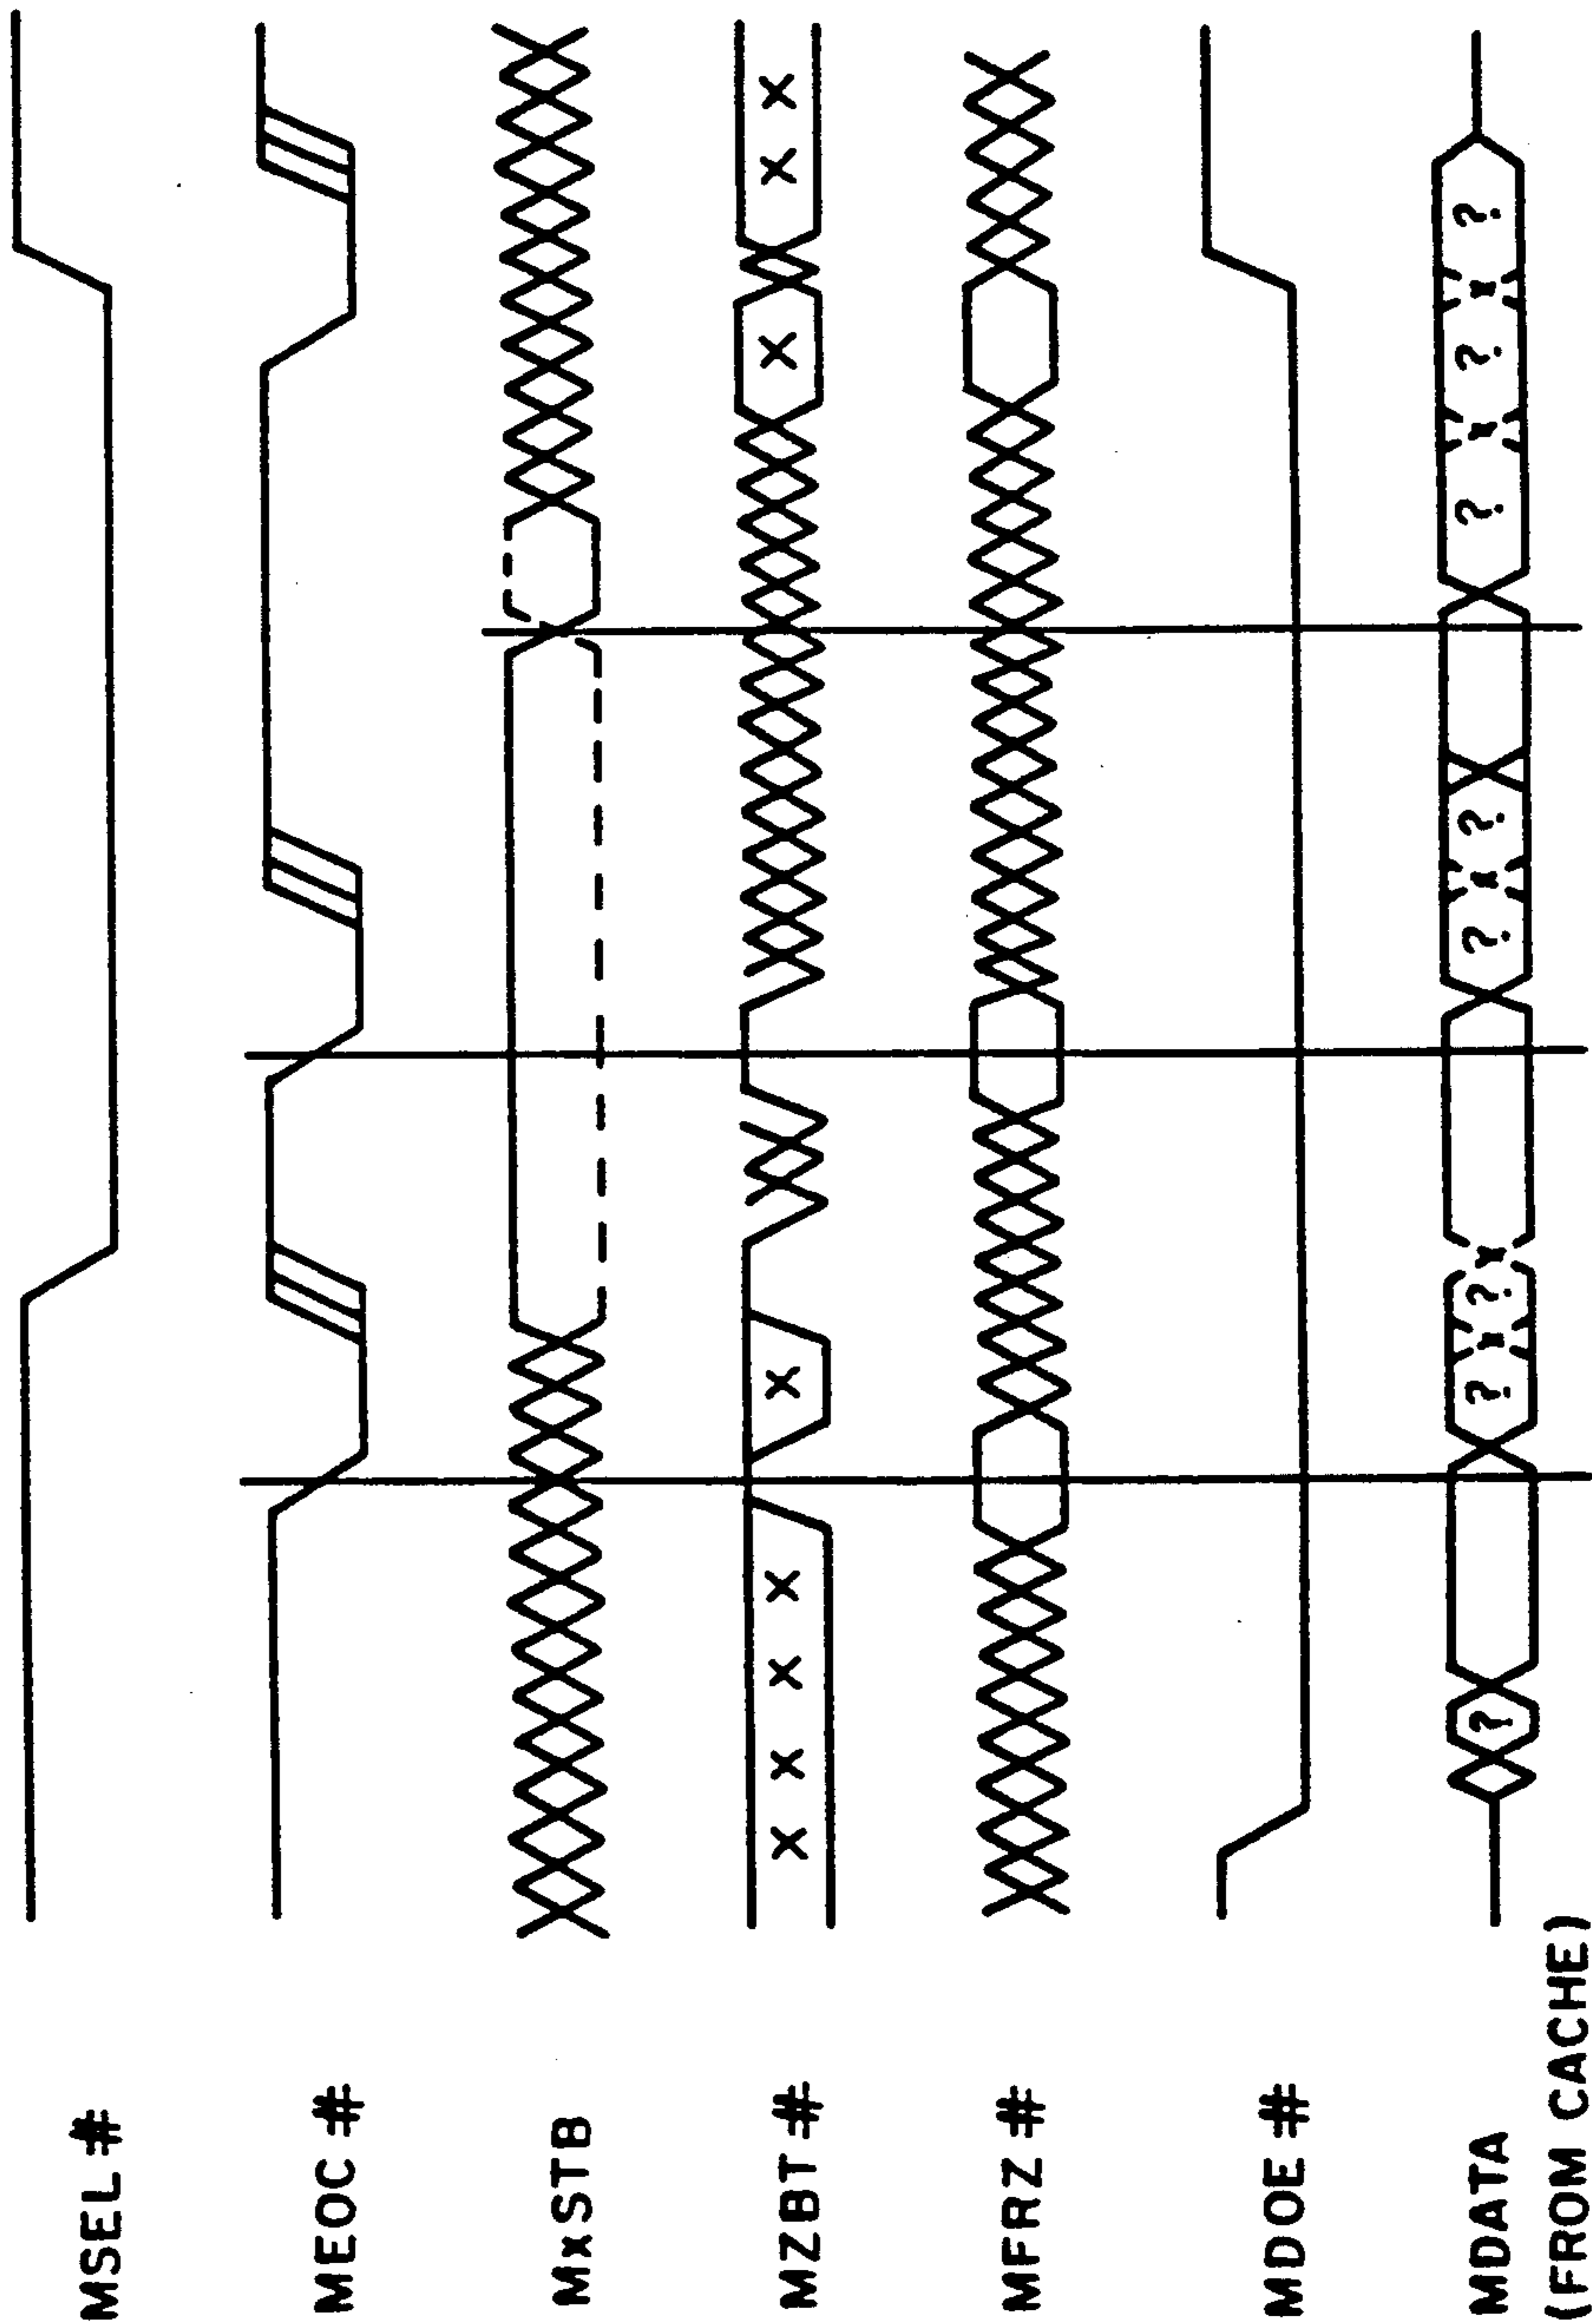 MSEL #
MEOC #
MxSTB
MZBT #
X X X X X X X X
MFRZ #
MDOE #
MDATA
(FROM CACHE)
? ? ? ? ? ? ? ?